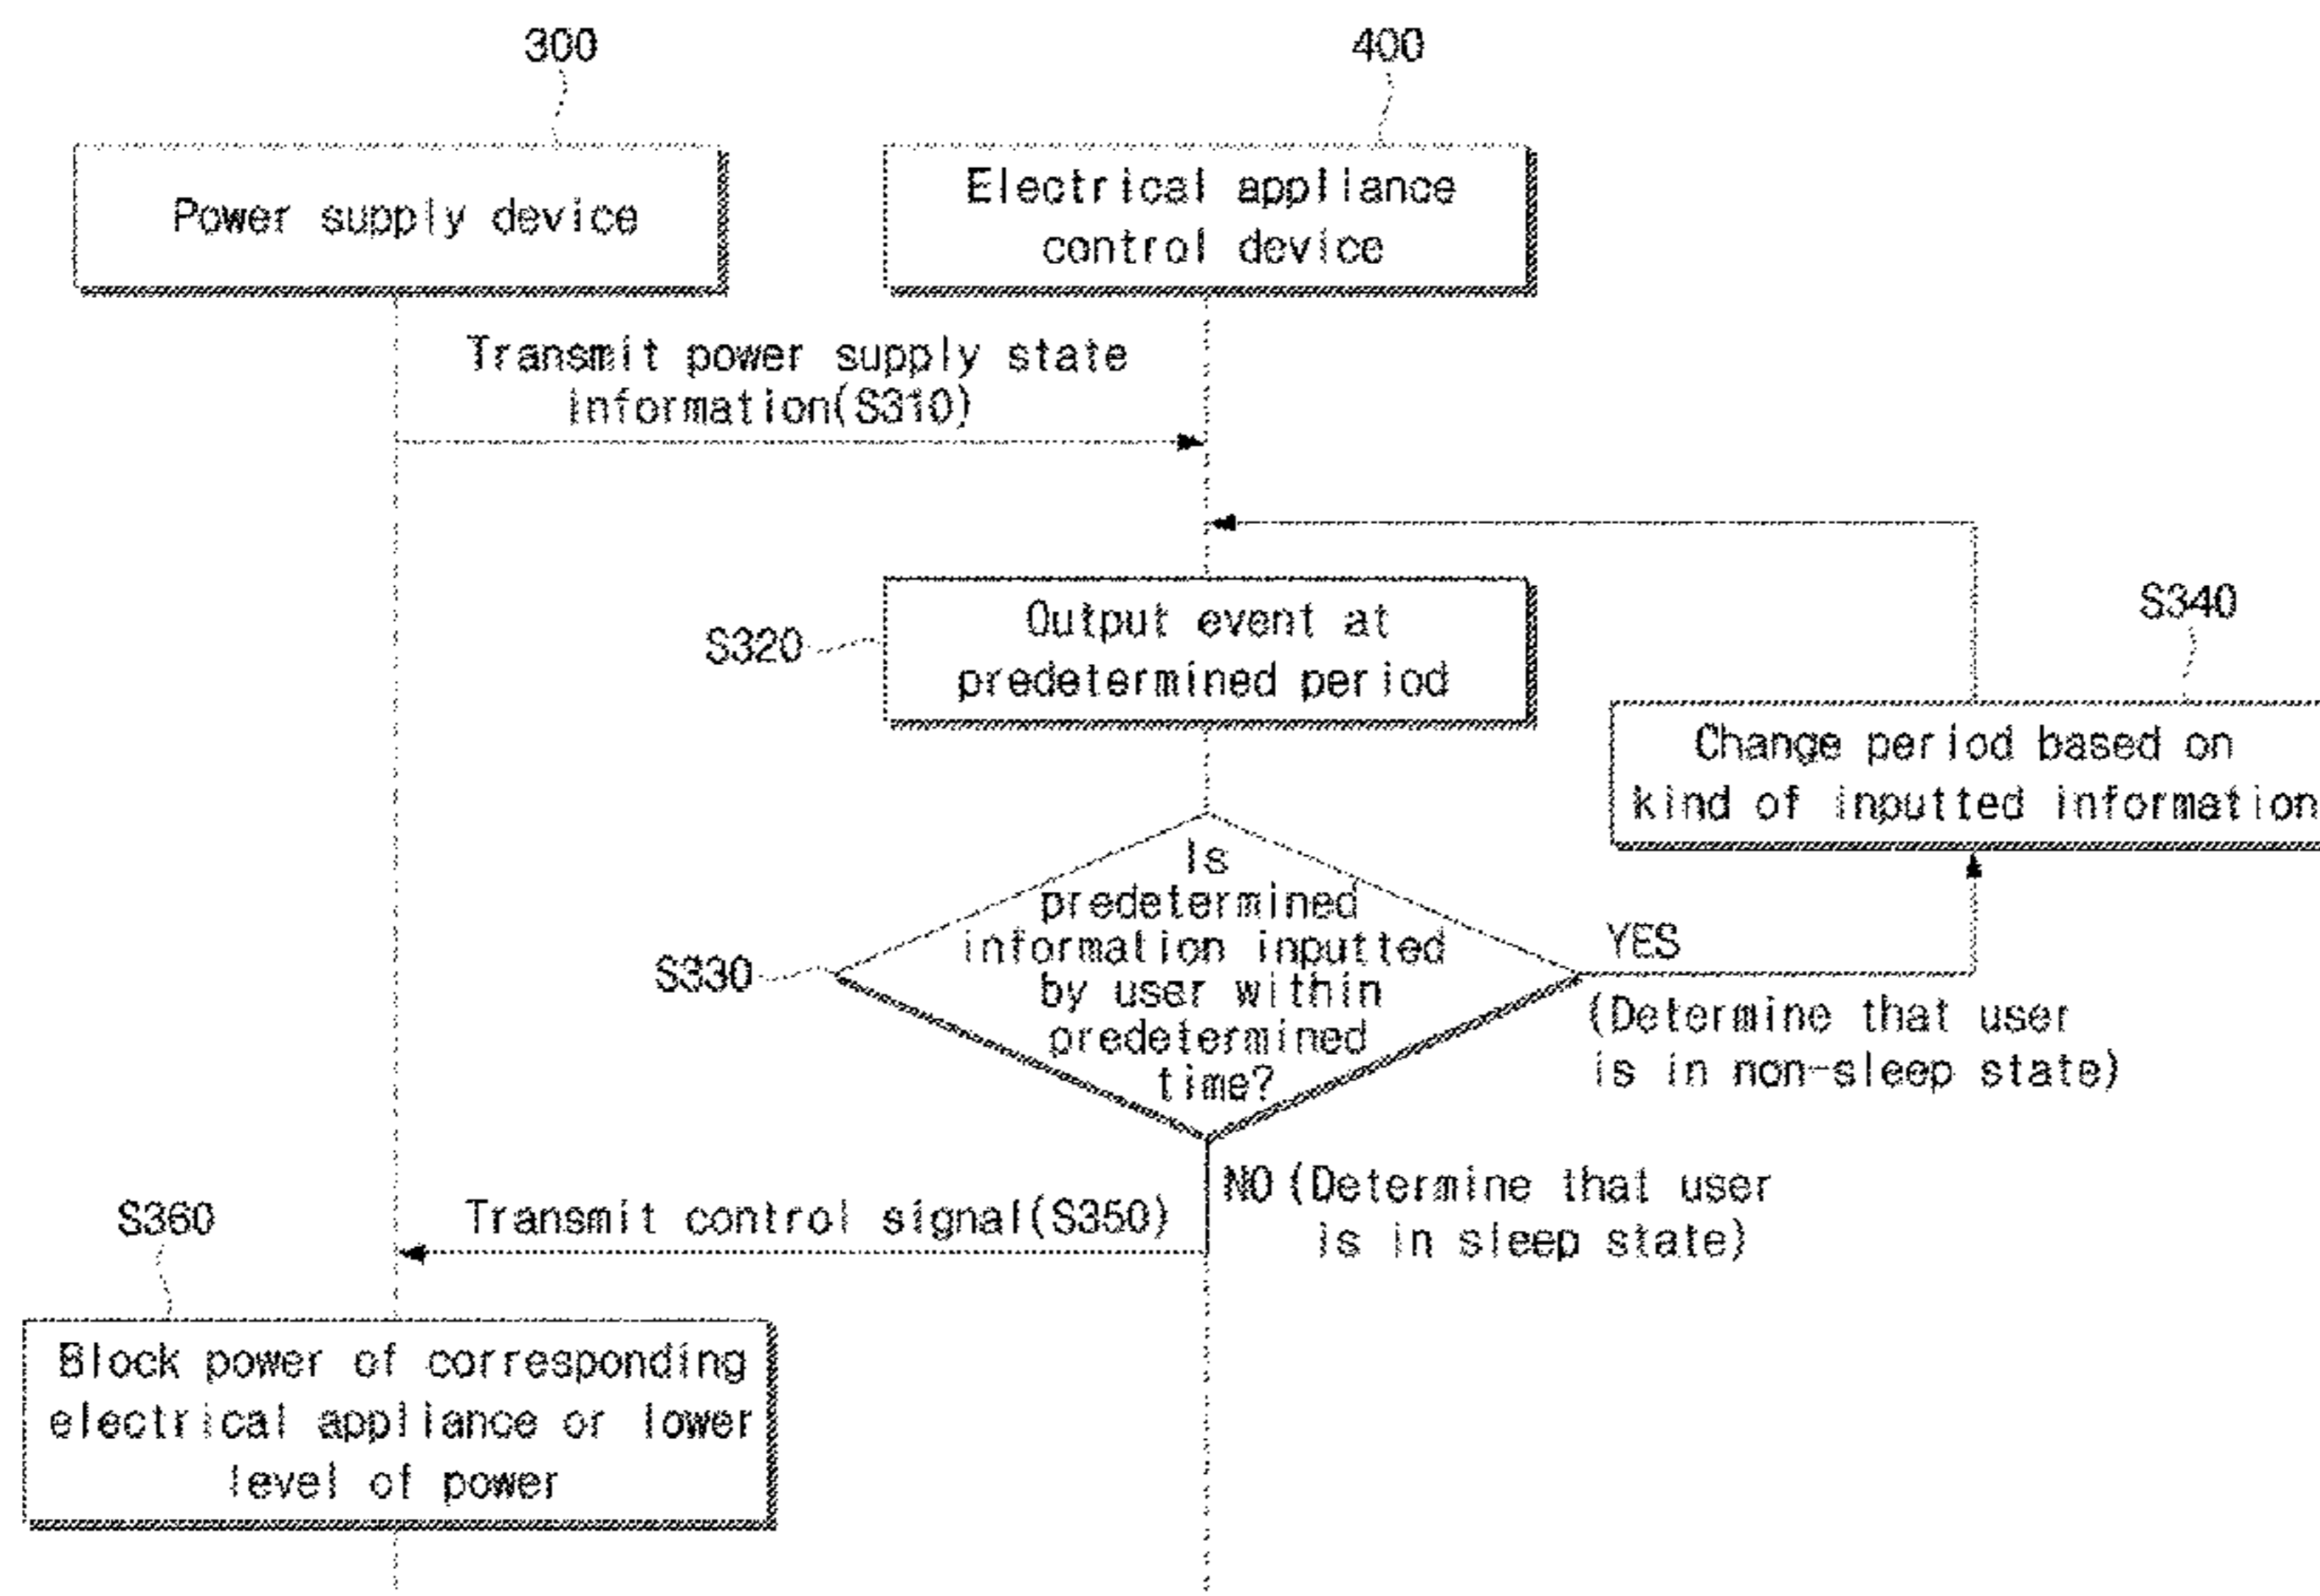 300
400
Power supply device
Electrical appliance
control device
Transmit power supply state
information(S310)
S320
Output event at
predetermined period
S340
Change period based on
kind of inputted information
S330
Is
predetermined
information inputted
by user within
predetermined
time?
YES
(Determine that user
is in non-sleep state)
NO (Determine that user
is in sleep state)
Transmit control signal(S350)
S360
Block power of corresponding
electrical appliance or lower
level of power